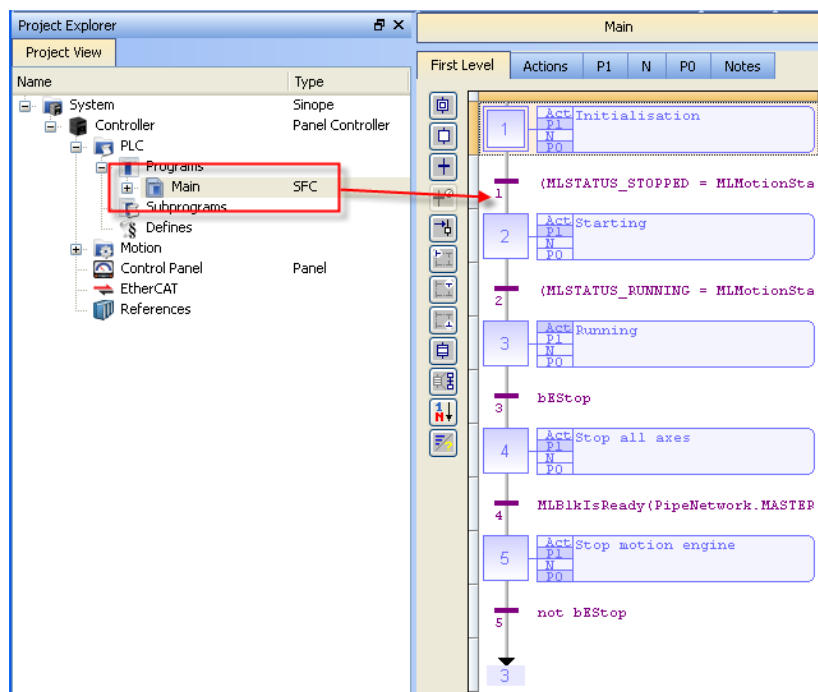 Project Explorer
Project View
Name Type
System Sinope
Controller Panel Controller
PLC
Programs
Main SFC
Subprograms
Defines
Motion
Control Panel Panel
EtherCAT
References
Main
First Level Actions P1 N P0 Notes
1 Act Initialisation
P1
N
P0
1 (MLSTATUS_STOPPED = MLMotionSta
2 Act Starting
P1
N
P0
2 (MLSTATUS_RUNNING = MLMotionSta
3 Act Running
P1
N
P0
3 bEStop
4 Act Stop all axes
P1
N
P0
4 MLBlkIsReady(PipeNetwork.MASTER
5 Act Stop motion engine
P1
N
P0
5 not bEStop
3